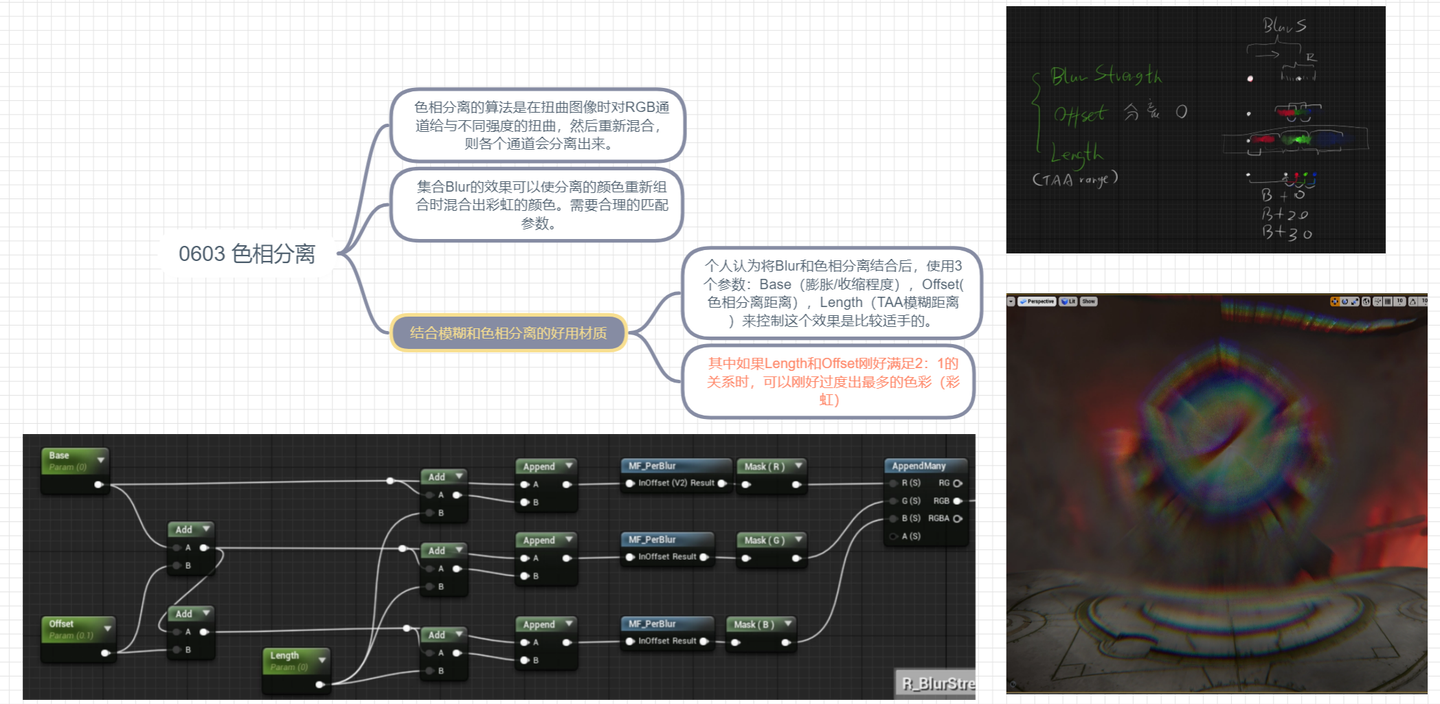 0603 色相分离
色相分离的算法是在扭曲图像时对RGB通
道给与不同强度的扭曲，然后重新混合，
则各个通道会分离出来。
集合Blur的效果可以使分离的颜色重新组
合时混合出彩虹的颜色。需要合理的匹配
参数。
结合模糊和色相分离的好用材质
个人认为将Blur和色相分离结合后，使用3
个参数：Base（膨胀/收缩程度），Offset(
色相分离距离），Length（TAA模糊距离
）来控制这个效果是比较适手的。
其中如果Length和Offset刚好满足2：1的
关系时，可以刚好过度出最多的色彩（彩
虹）
Blur S
R
Blur Strength
Offset 分离 O
Length
(TAA range)
B + O
B + 2O
B + 3O
Perspective
Lit
Show
10
10
Base
Param (0)
Offset
Param (0.1)
Add
A
B
Add
A
B
Length
Param (0)
Add
A
B
Add
A
B
Add
A
B
Append
A
B
Append
A
B
Append
A
B
MF_PerBlur
InOffset (V2) Result
MF_PerBlur
InOffset Result
MF_PerBlur
InOffset Result
Mask ( R )
Mask ( G )
Mask ( B )
AppendMany
R (S) RG
G (S) RGB
B (S) RGBA
A (S)
R_BlurStre